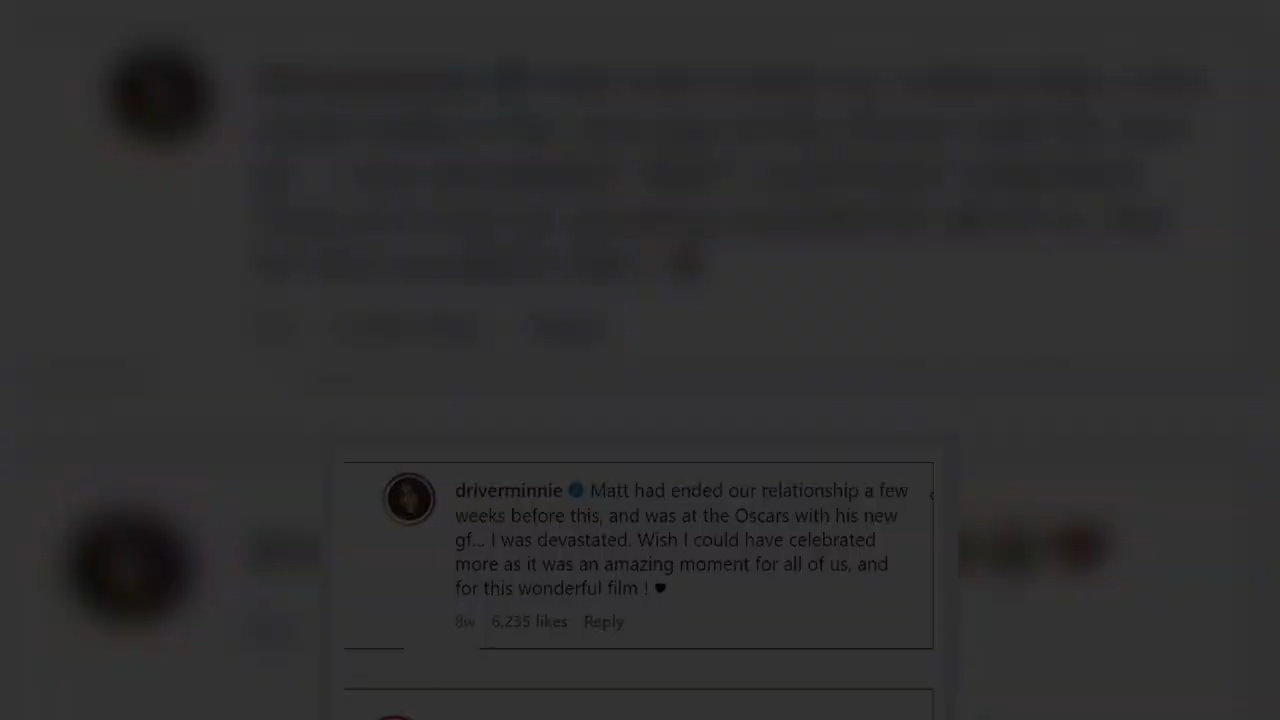 driverminnie Matt had ended our relationship a few
weeks before this, and was at the Oscars with his new
gf... I was devastated. Wish I could have celebrated
more as it was an amazing moment for all of us, and
for this wonderful film ! ♥
8w 6,235 likes Reply